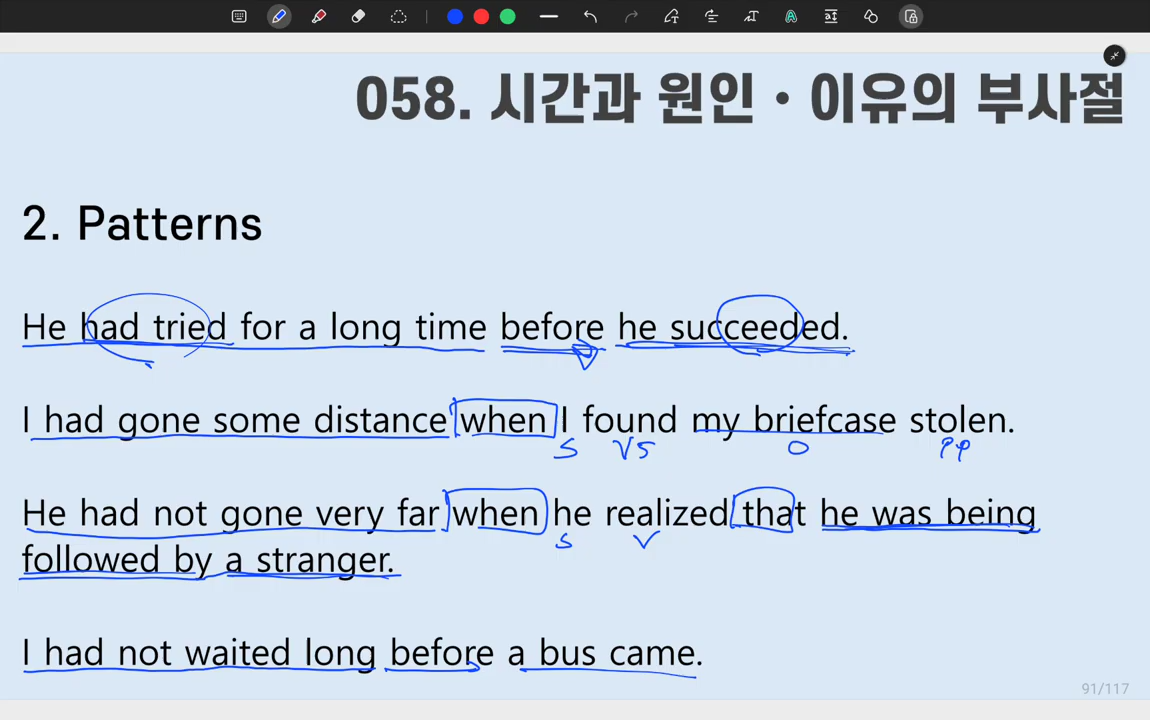 058. 시간과 원인 • 이유의 부사절
2. Patterns
He had tried for a long time before he succeeded.
I had gone some distance when I found my briefcase stolen.
S V5 O PP
He had not gone very far when he realized that he was being
S V
followed by a stranger.
I had not waited long before a bus came.
91/117